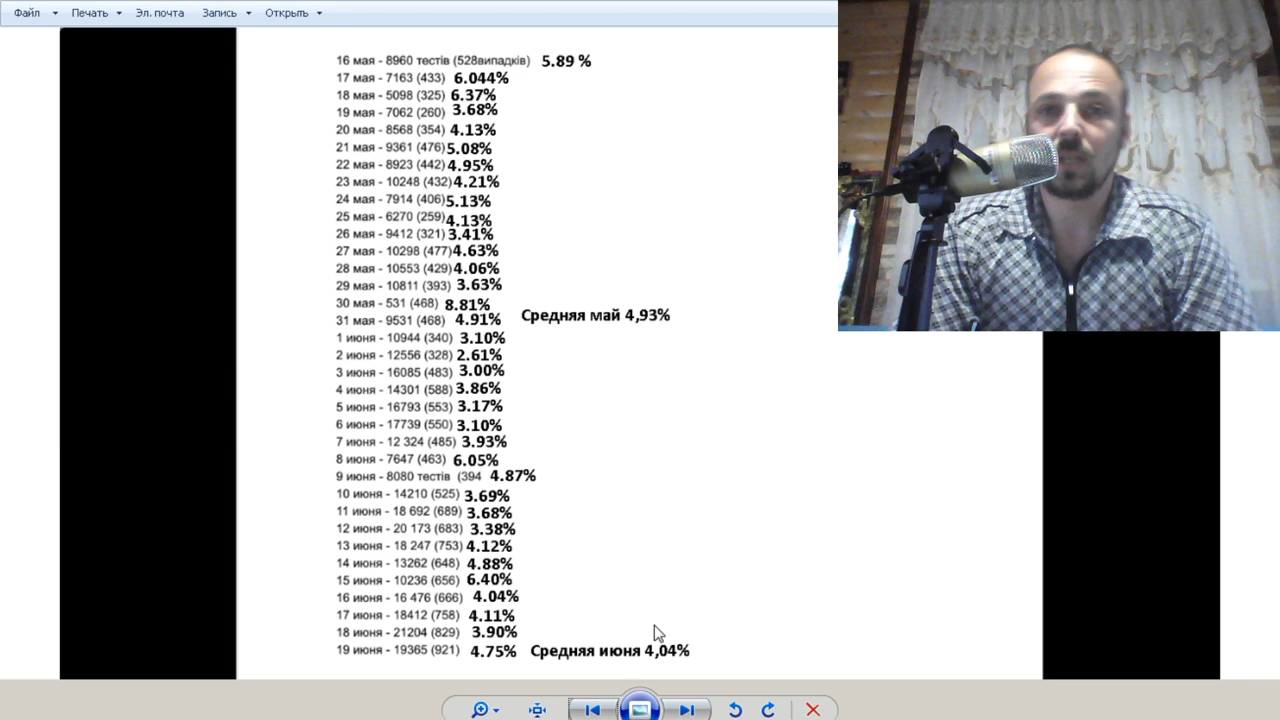 Файл Печать Эл. почта Запись Открыть
16 мая - 8960 тестів (528випадків) 5.89 %
17 мая - 7163 (433) 6.044%
18 мая - 5098 (325) 6.37%
19 мая - 7062 (260) 3.68%
20 мая - 8568 (354) 4.13%
21 мая - 9361 (476) 5.08%
22 мая - 8923 (442) 4.95%
23 мая - 10248 (432) 4.21%
24 мая - 7914 (406) 5.13%
25 мая - 6270 (259) 4.13%
26 мая - 9412 (321) 3.41%
27 мая - 10298 (477) 4.63%
28 мая - 10553 (429) 4.06%
29 мая - 10811 (393) 3.63%
30 мая - 531 (468) 8.81%
31 мая - 9531 (468) 4.91% Средняя май 4,93%
1 июня - 10944 (340) 3.10%
2 июня - 12556 (328) 2.61%
3 июня - 16085 (483) 3.00%
4 июня - 14301 (588) 3.86%
5 июня - 16793 (553) 3.17%
6 июня - 17739 (550) 3.10%
7 июня - 12 324 (485) 3.93%
8 июня - 7647 (463) 6.05%
9 июня - 8080 тестів (394 4.87%
10 июня - 14210 (525) 3.69%
11 июня - 18 692 (689) 3.68%
12 июня - 20 173 (683) 3.38%
13 июня - 18 247 (753) 4.12%
14 июня - 13262 (648) 4.88%
15 июня - 10236 (656) 6.40%
16 июня - 16 476 (666) 4.04%
17 июня - 18412 (758) 4.11%
18 июня - 21204 (829) 3.90%
19 июня - 19365 (921) 4.75% Средняя июня 4,04%